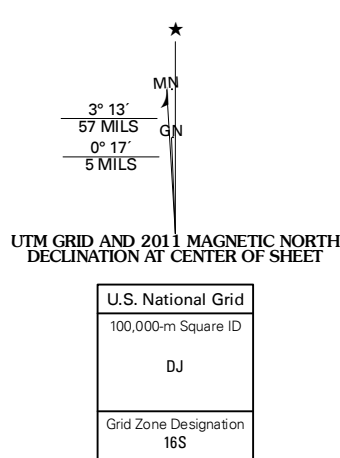 ★
MN
3° 13´
57 MILS
GN
0° 17´
5 MILS
UTM GRID AND 2011 MAGNETIC NORTH
DECLINATION AT CENTER OF SHEET
U.S. National Grid
100,000-m Square ID
DJ
Grid Zone Designation
16S